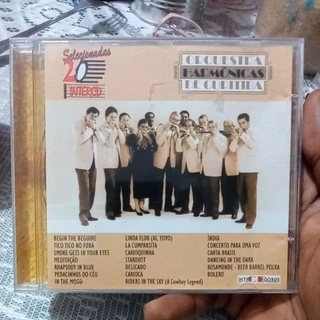 Selecionadas
20
INTERCD
ORQUESTRA
HARMÔNICAS
DE CURITIBA
BEGIN THE BEGUINE
TICO TICO NO FUBÁ
SMOKE GETS IN YOUR EYES
MEDITAÇÃO
RHAPSODY IN BLUE
PEDACINHOS DO CÉU
IN THE MOOD
LINDA FLOR (AI, YOYO)
LA CUMPARSITA
CARIOQUINHA
STARDUST
DELICADO
CARIOCA
RIDERS IN THE SKY (A Cowboy Legend)
ÍNDIA
CONCERTO PARA UMA VOZ
CANTA BRASIL
DANCING IN THE DARK
ROSAMUNDE - BEER BARREL POLKA
BOLERO